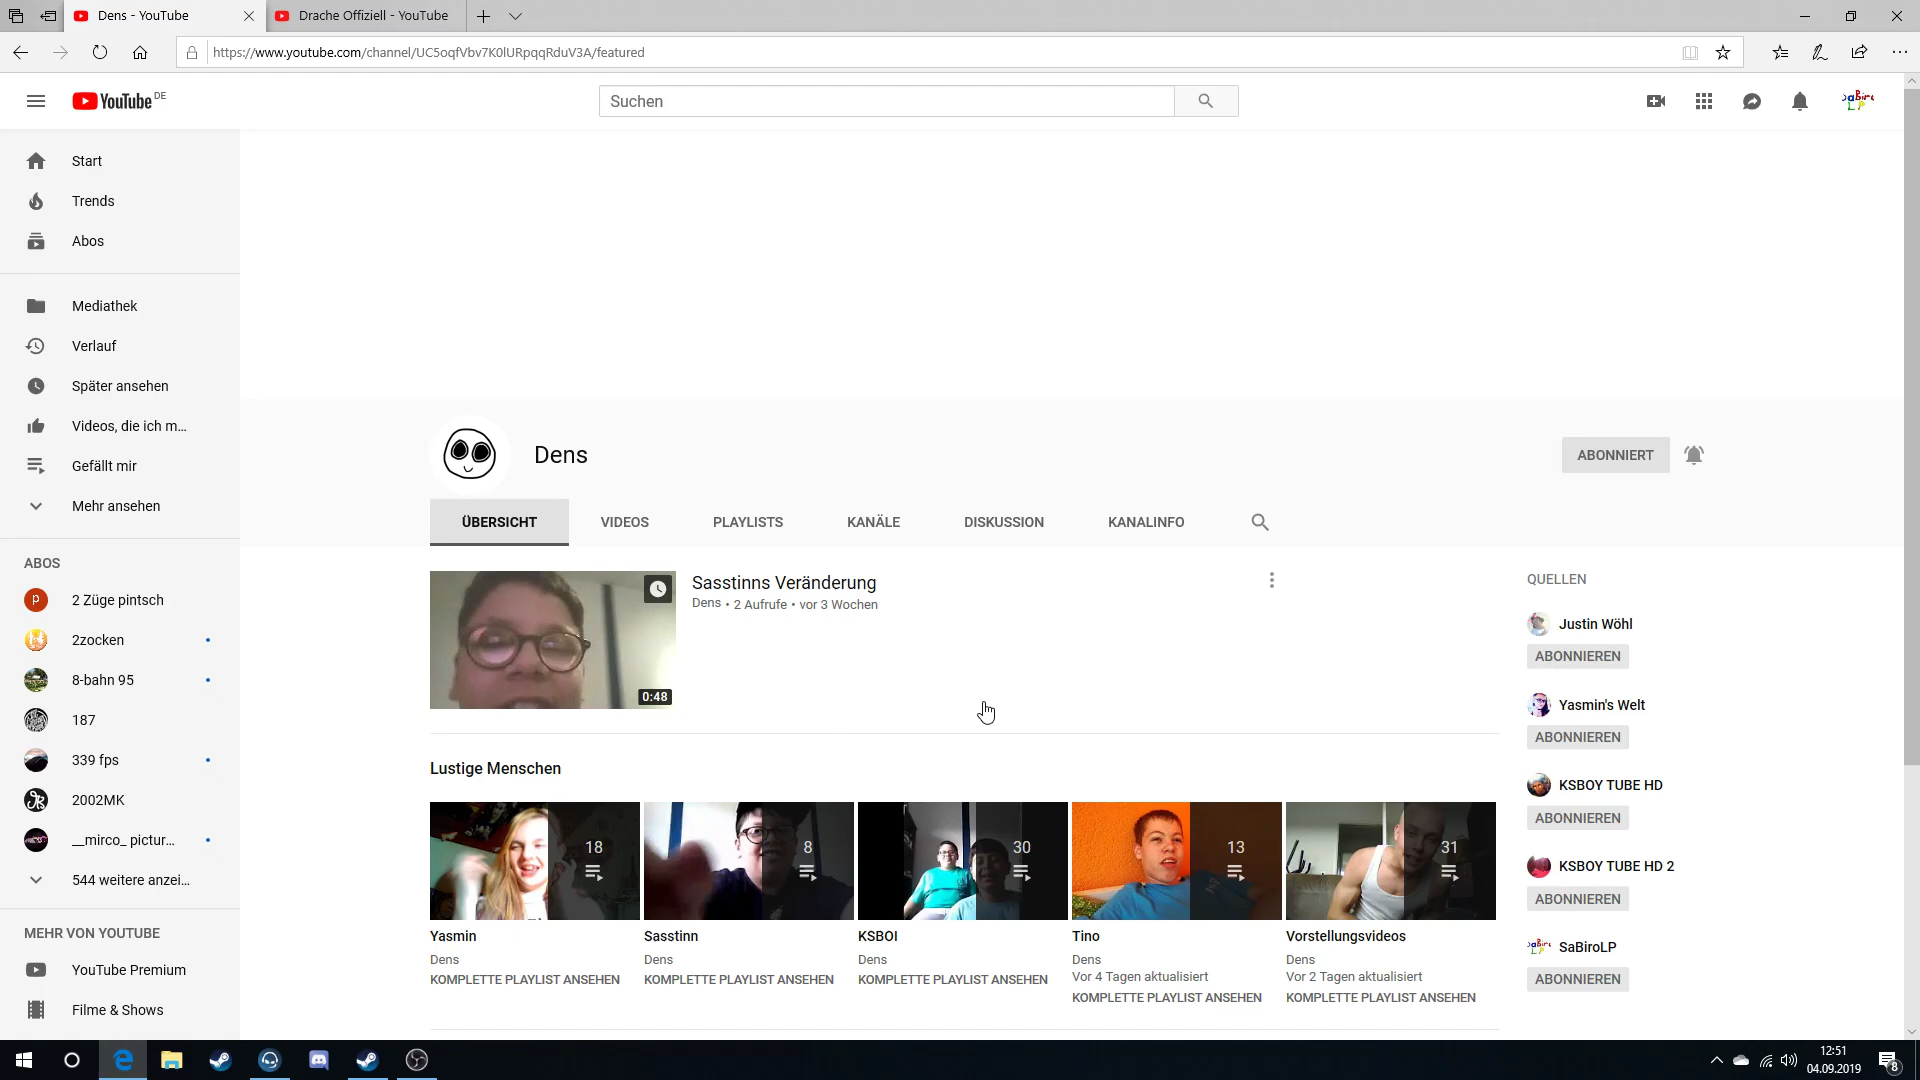 Dens - YouTube
Drache Offiziell - YouTube
https://www.youtube.com/channel/UC5oqfVbv7K0lURpqqRduV3A/featured
YouTube DE
Suchen
Start
Trends
Abos
Mediathek
Verlauf
Später ansehen
Videos, die ich m...
Gefällt mir
Mehr ansehen
ABOS
P
2 Züge pintsch
2zocken
8-bahn 95
187
339 fps
2002MK
__mirco_ pictur...
544 weitere anzei...
MEHR VON YOUTUBE
YouTube Premium
Filme & Shows
Dens
ABONNIERT
ÜBERSICHT
VIDEOS
PLAYLISTS
KANÄLE
DISKUSSION
KANALINFO
0:48
Sasstinns Veränderung
Dens • 2 Aufrufe • vor 3 Wochen
Lustige Menschen
18
8
30
13
31
Yasmin
Dens
KOMPLETTE PLAYLIST ANSEHEN
Sasstinn
Dens
KOMPLETTE PLAYLIST ANSEHEN
KSBOI
Dens
KOMPLETTE PLAYLIST ANSEHEN
Tino
Dens
Vor 4 Tagen aktualisiert
KOMPLETTE PLAYLIST ANSEHEN
Vorstellungsvideos
Dens
Vor 2 Tagen aktualisiert
KOMPLETTE PLAYLIST ANSEHEN
QUELLEN
Justin Wöhl
ABONNIEREN
Yasmin's Welt
ABONNIEREN
KSBOY TUBE HD
ABONNIEREN
KSBOY TUBE HD 2
ABONNIEREN
SaBiroLP
ABONNIEREN
12:51
04.09.2019
8